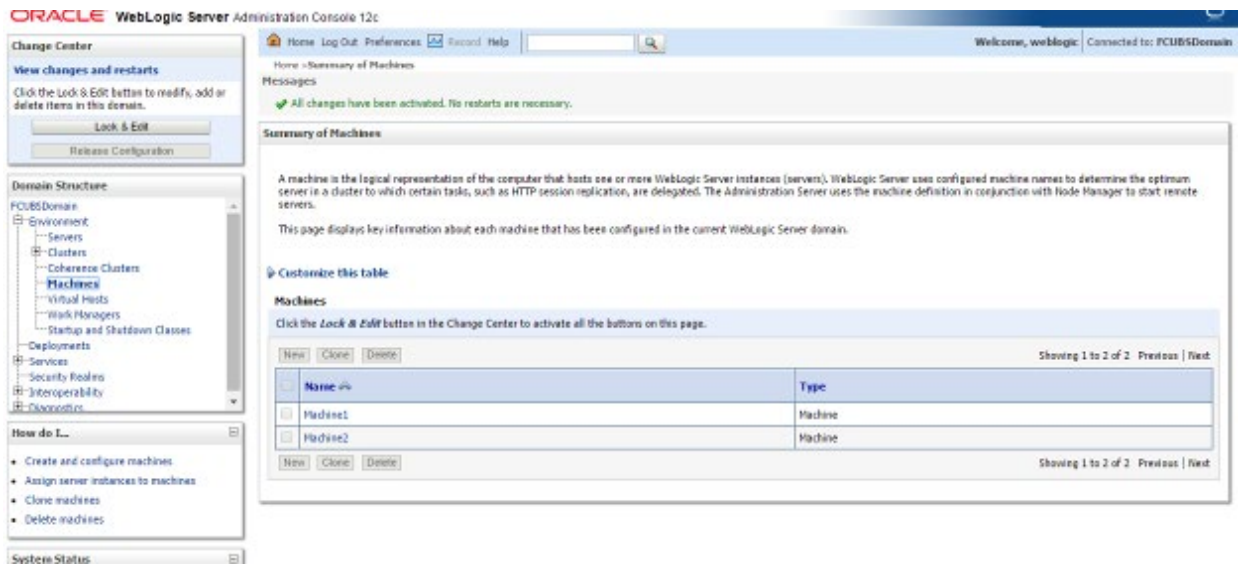 ORACLE WebLogic Server Administration Console 12c
Change Center
View changes and restarts
Click the Lock & Edit button to modify, add or
delete items in this domain.
Lock & Edit
Release Configuration
Domain Structure
FCUBSDomain
Environment
Servers
Clusters
Coherence Clusters
Machines
Virtual Hosts
Work Managers
Startup and Shutdown Classes
Deployments
Services
Security Realms
Interoperability
Diagnostics
How do I...
Create and configure machines
Assign server instances to machines
Clone machines
Delete machines
System Status
Home Log Out Preferences Record Help
Welcome, weblogic Connected to: FCUBSDomain
Home >Summary of Machines
Messages
All changes have been activated. No restarts are necessary.
Summary of Machines
A machine is the logical representation of the computer that hosts one or more WebLogic Server instances (servers). WebLogic Server uses configured machine names to determine the optimum
server in a cluster to which certain tasks, such as HTTP session replication, are delegated. The Administration Server uses the machine definition in conjunction with Node Manager to start remote
servers.
This page displays key information about each machine that has been configured in the current WebLogic Server domain.
Customize this table
Machines
Click the Lock & Edit button in the Change Center to activate all the buttons on this page.
New Clone Delete Showing 1 to 2 of 2 Previous | Next
Name Type
Machine1 Machine
Machine2 Machine
New Clone Delete Showing 1 to 2 of 2 Previous | Next